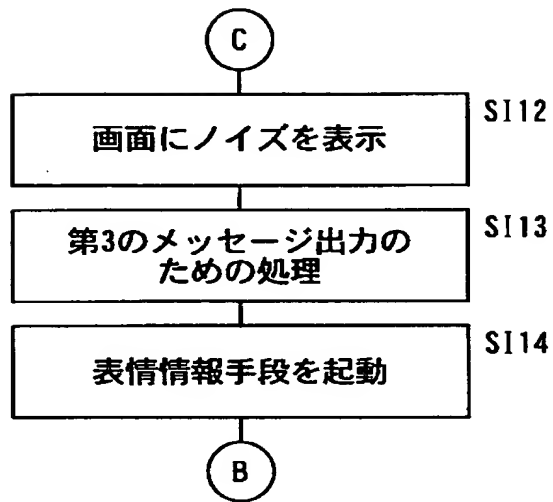 C
画面にノイズを表示
SI12
第3のメッセージ出力の
ための処理
SI13
表情情報手段を起動
SI14
B